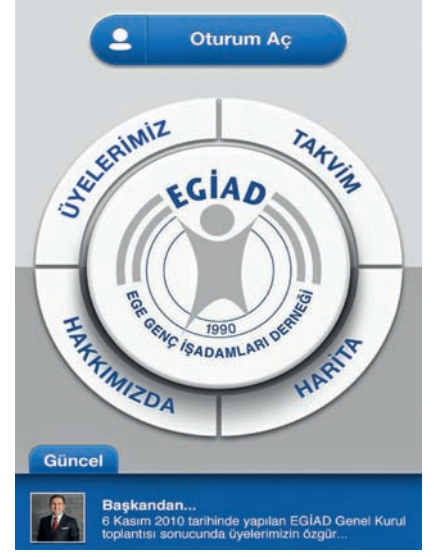 Oturum Aç
ÜYELERİMİZ
TAKVİM
EGİAD
1990
EGE GENÇ İŞADAMLARI DERNEĞİ
HAKKIMIZDA
HARİTA
Güncel
Başkandan...
6 Kasım 2010 tarihinde yapılan EGİAD Genel Kurul
toplantısı sonucunda üyelerimizin özgür...